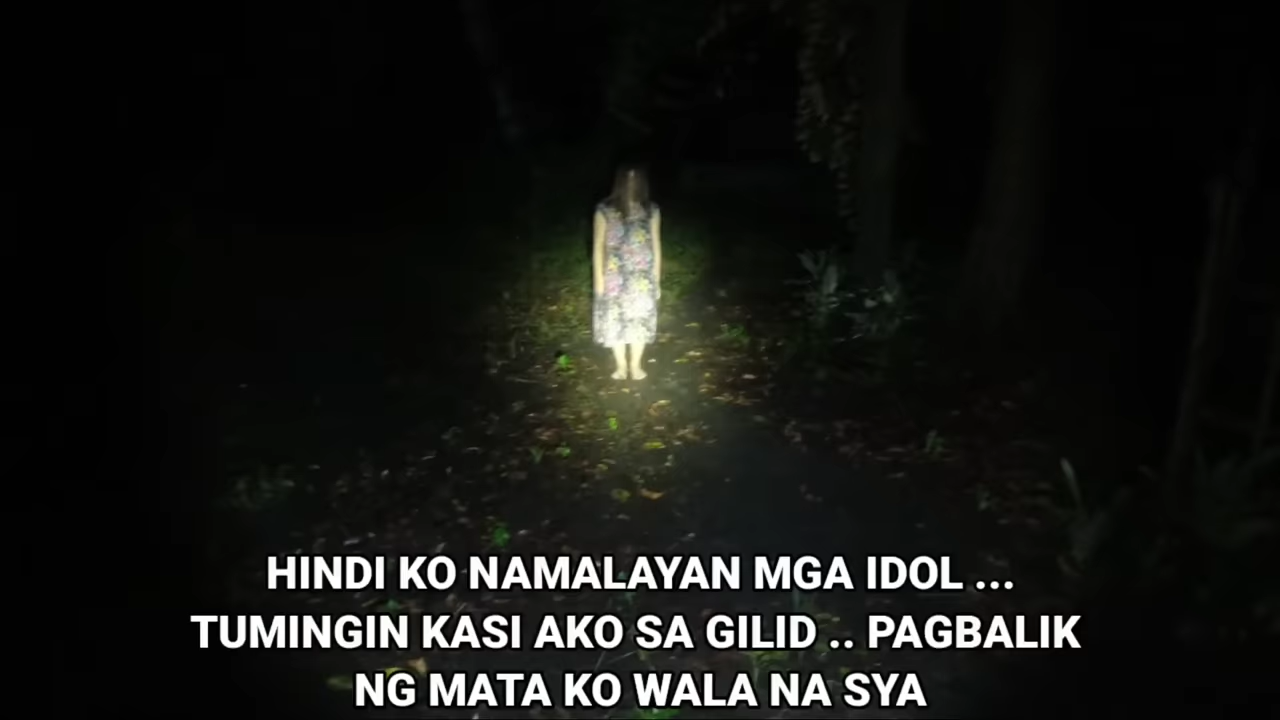 HINDI KO NAMALAYAN MGA IDOL ...
TUMINGIN KASI AKO SA GILID .. PAGBALIK
NG MATA KO WALA NA SYA